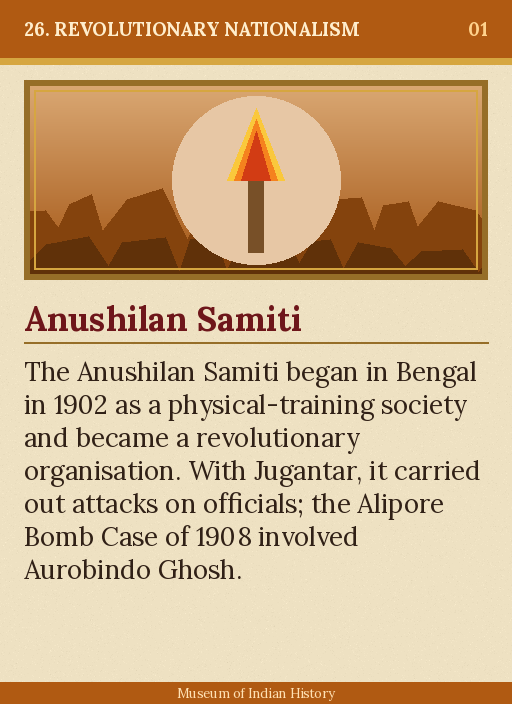 26. REVOLUTIONARY NATIONALISM 01
Anushilan Samiti
The Anushilan Samiti began in Bengal
in 1902 as a physical-training society
and became a revolutionary
organisation. With Jugantar, it carried
out attacks on officials; the Alipore
Bomb Case of 1908 involved
Aurobindo Ghosh.
Museum of Indian History